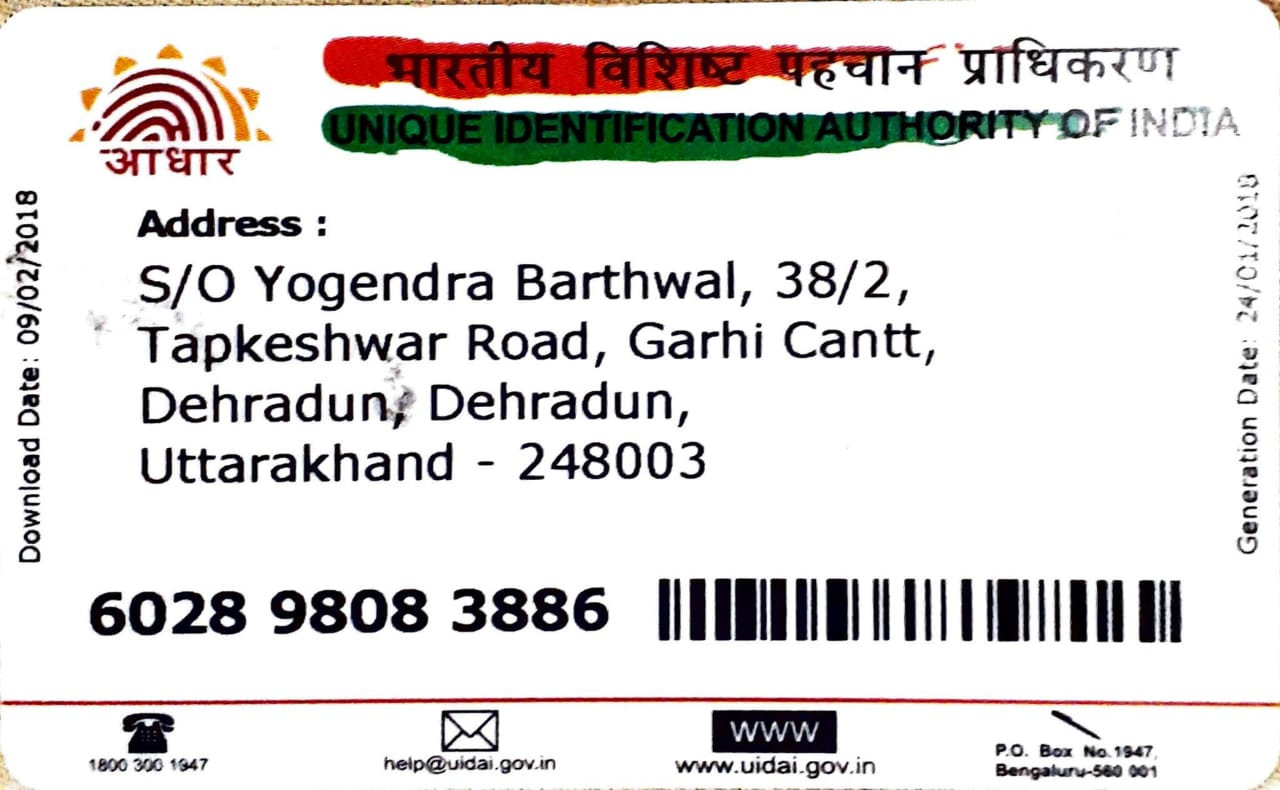 भारतीय विशिष्ट पहचान प्राधिकरण
UNIQUE IDENTIFICATION AUTHORITY OF INDIA
आधार
Address :
S/O Yogendra Barthwal, 38/2,
Tapkeshwar Road, Garhi Cantt,
Dehradun, Dehradun,
Uttarakhand - 248003
Download Date: 09/02/2018
Generation Date: 24/01/2018
6028 9808 3886
1800 300 1947
help@uidai.gov.in
WWW
www.uidai.gov.in
P.O. Box No.1947,
Bengaluru-560 001